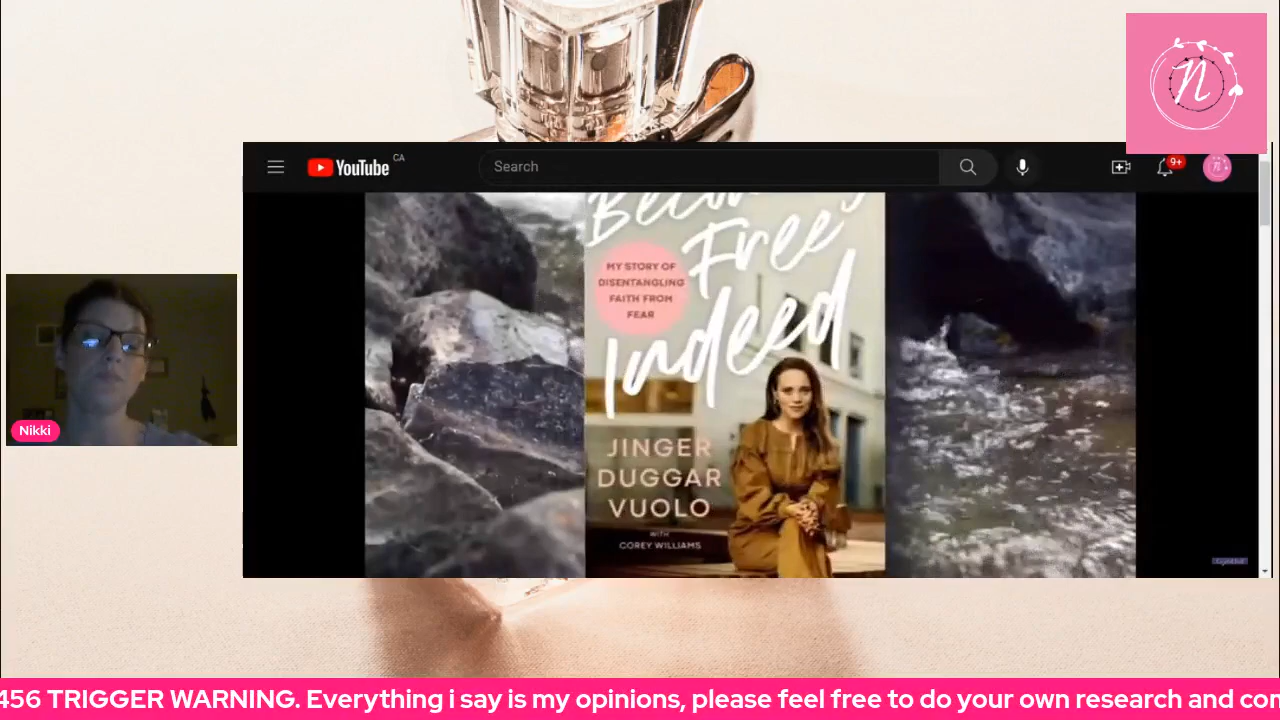 N
YouTube CA
Search
9+
Free
Indeed
MY STORY OF
DISENTANGLING
FAITH FROM
FEAR
JINGER
DUGGAR
VUOLO
WITH
COREY WILLIAMS
Nikki
456 TRIGGER WARNING. Everything i say is my opinions, please feel free to do your own research and con